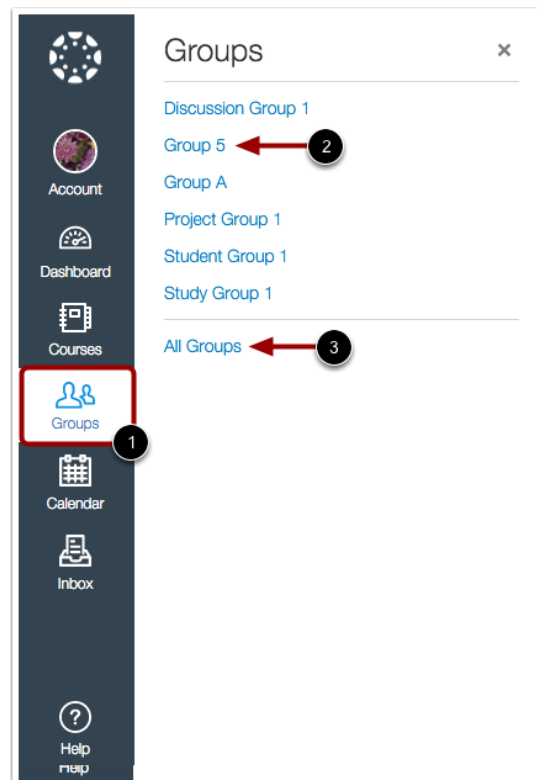 Groups
×
Discussion Group 1
Group 5
2
Group A
Project Group 1
Student Group 1
Study Group 1
All Groups
3
Account
Dashboard
Courses
Groups
1
Calendar
Inbox
Help
Help